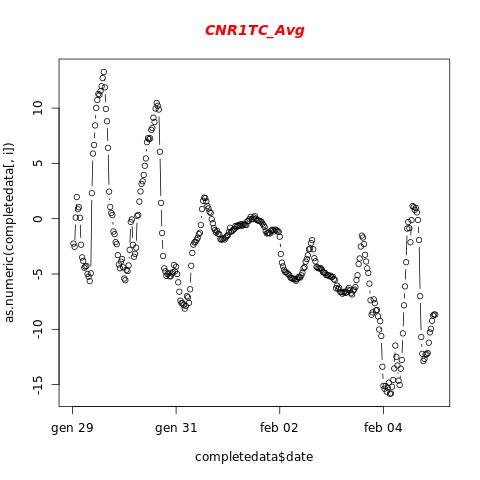 CNR1TC_Avg
as.numeric(completedata[, i])
10
5
0
-5
-10
-15
gen 29
gen 31
feb 02
feb 04
completedata$date